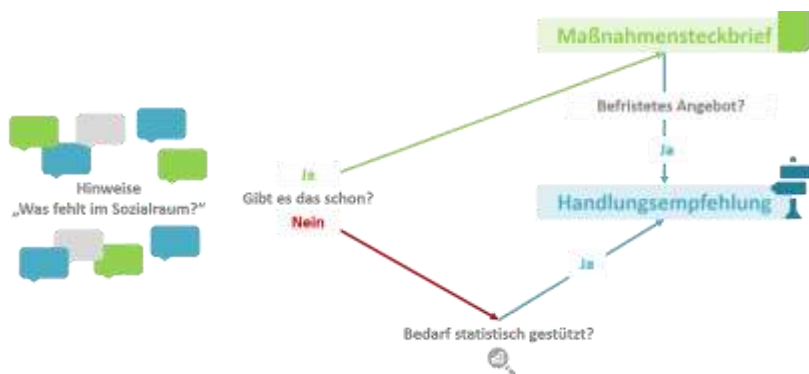 Maßnahmensteckbrief
Befristetes Angebot?
Ja
Hinweise
„Was fehlt im Sozialraum?"
Ja
Gibt es das schon?
Nein
Handlungsempfehlung
Ja
Bedarf statistisch gestützt?